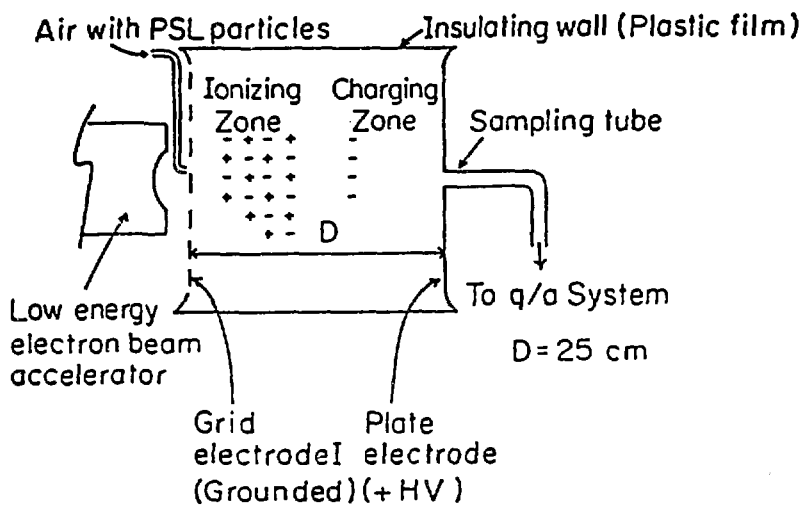 Air with PSL particles
Insulating wall (Plastic film)
Ionizing
Zone
Charging
Zone
Sampling tube
- + - +
+ - + -
- + - +
+ - + -
+ - +
+ -
-
-
-
-
D
To q/a System
D = 25 cm
Low energy
electron beam
accelerator
Grid
electrodeI
(Grounded)
Plate
electrode
(+ HV)